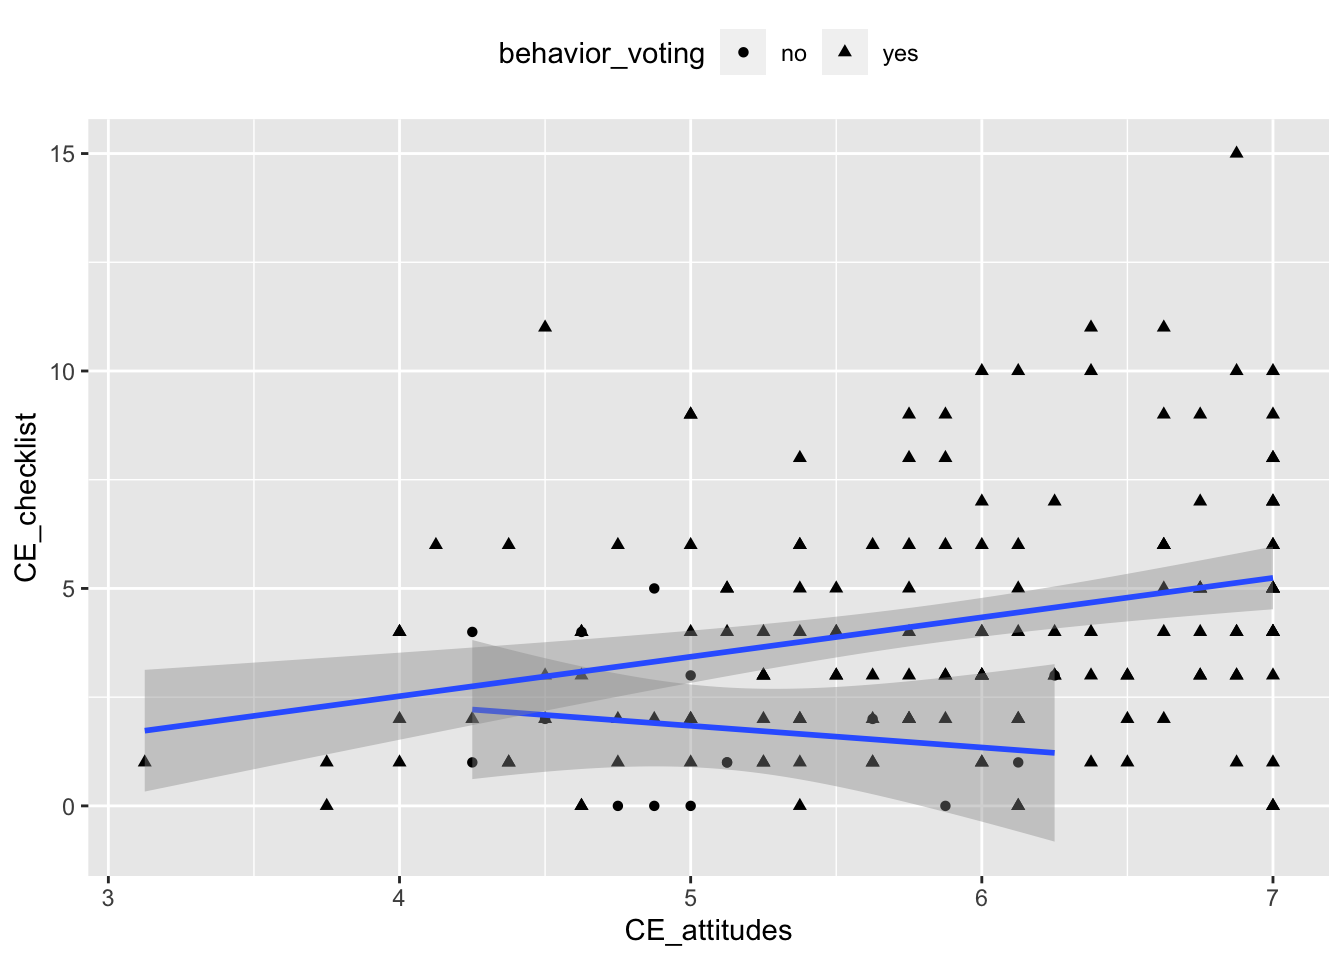 behavior_voting no yes
15
10
5
0
CE_checklist
3 4 5 6 7
CE_attitudes